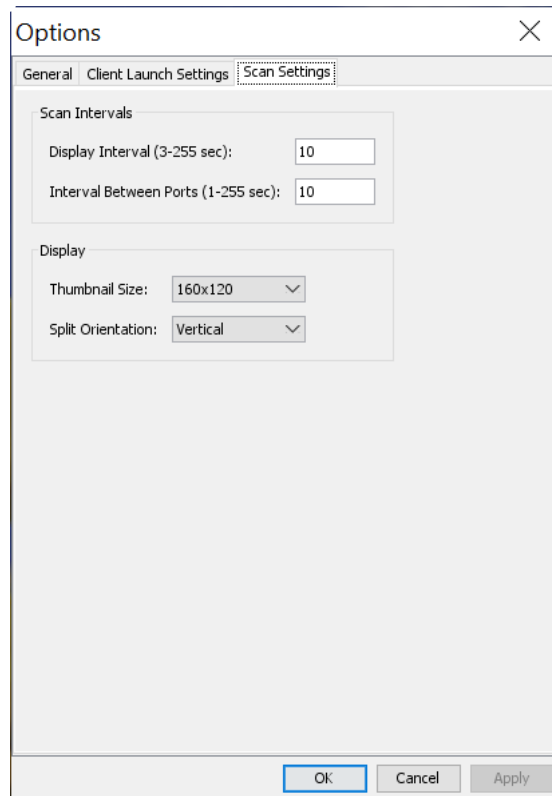 Options
General Client Launch Settings Scan Settings
Scan Intervals
Display Interval (3-255 sec): 10
Interval Between Ports (1-255 sec): 10
Display
Thumbnail Size: 160x120
Split Orientation: Vertical
OK Cancel Apply